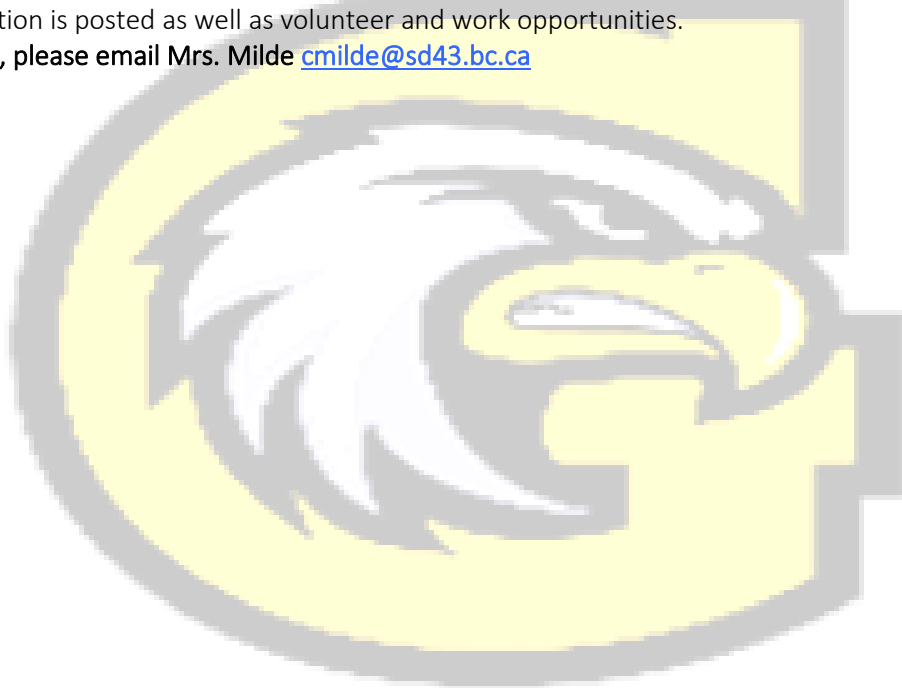 tion is posted as well as volunteer and work opportunities.
, please email Mrs. Milde cmilde@sd43.bc.ca